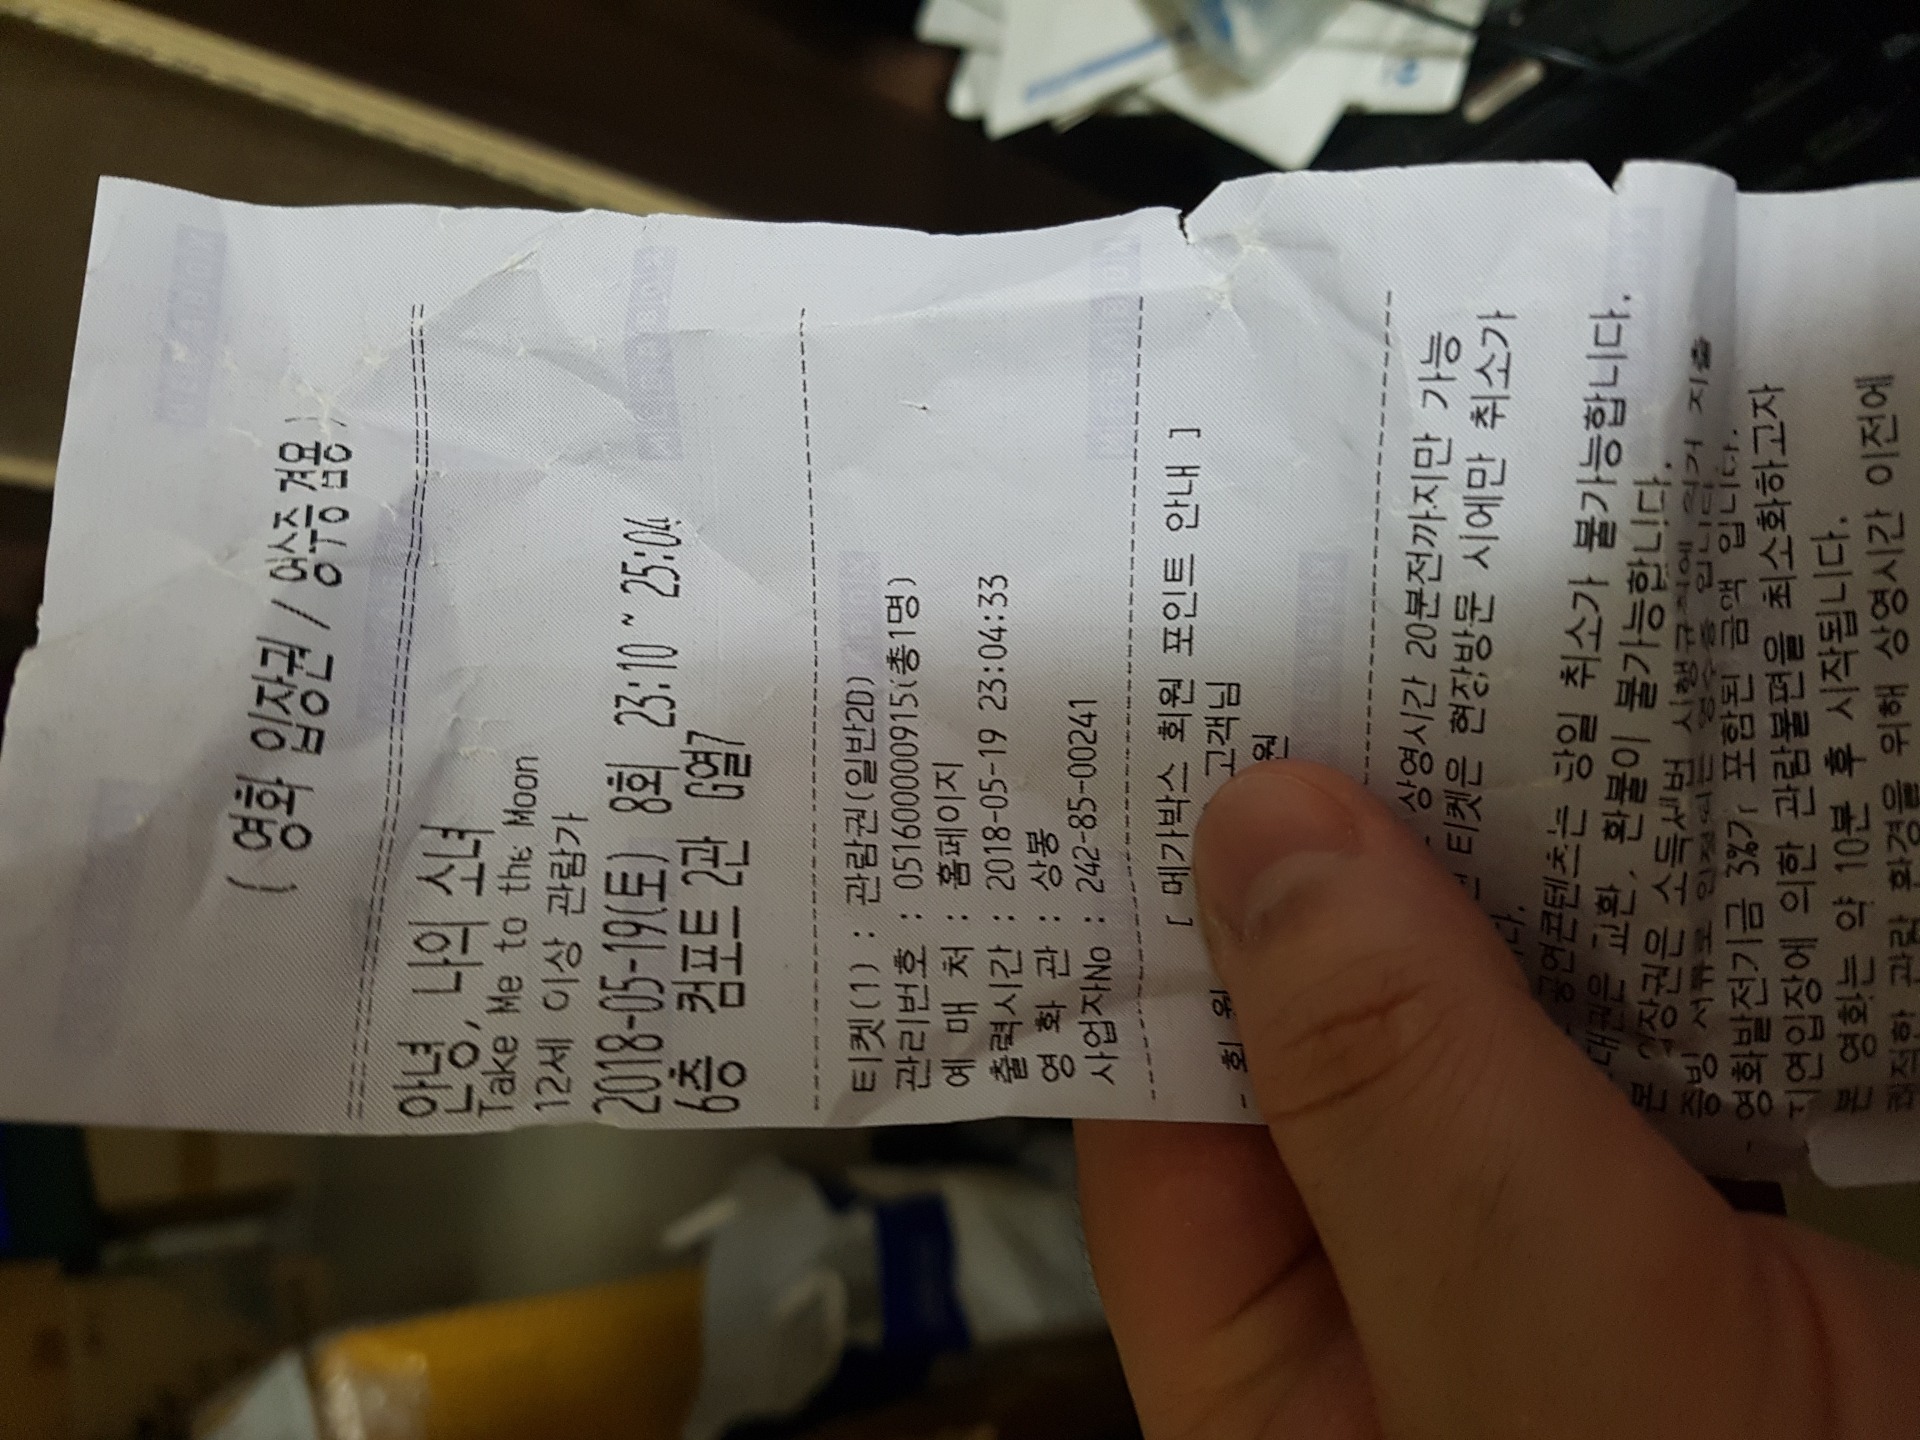 ( 영화 입장권 / 영수증 겸용 )
안녕, 나의 소녀
Take Me to the Moon
12세 이상 관람가
2018-05-19(토) 8회 23:10 ~ 25:04
6층 컴포트 2관 G열7
티켓(1) : 관람권(일반2D)
관리번호 : 051600000915(총1명)
예 매 처 : 홈페이지
출력시간 : 2018-05-19 23:04:33
영 화 관 : 상봉
사업자No : 242-85-00241
[ 메가박스 회원 포인트 안내 ]
- 회 원 고객님
원
상영시간 20분전까지만 가능
티켓은 현장방문 시에만 취소가
다.
공연콘텐츠는 당일 취소가 불가능합니다.
교환, 환불이 불가능합니다.
본 입장권은 소득세법 시행규칙에 의거 지출
증빙 서류로 인정되는 영수증 입니다.
- 영화발전기금 3%가 포함된 금액 입니다.
지연입장에 의한 관람불편을 최소화하고자
본 영화는 약 10분 후 시작됩니다.
쾌적한 관람 환경을 위해 상영시간 이전에